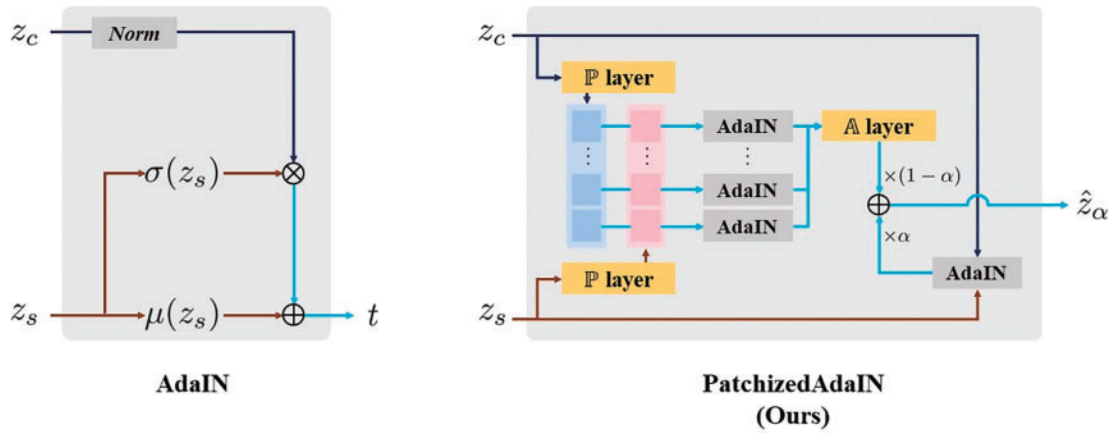 z_c
Norm
σ(z_s)
z_s
μ(z_s)
t
AdaIN
z_c
ℙ layer
AdaIN
𝔸 layer
⋮ ⋮ ⋮
×(1 − α)
AdaIN
ẑ_α
AdaIN
×α
ℙ layer
AdaIN
z_s
PatchizedAdaIN
(Ours)